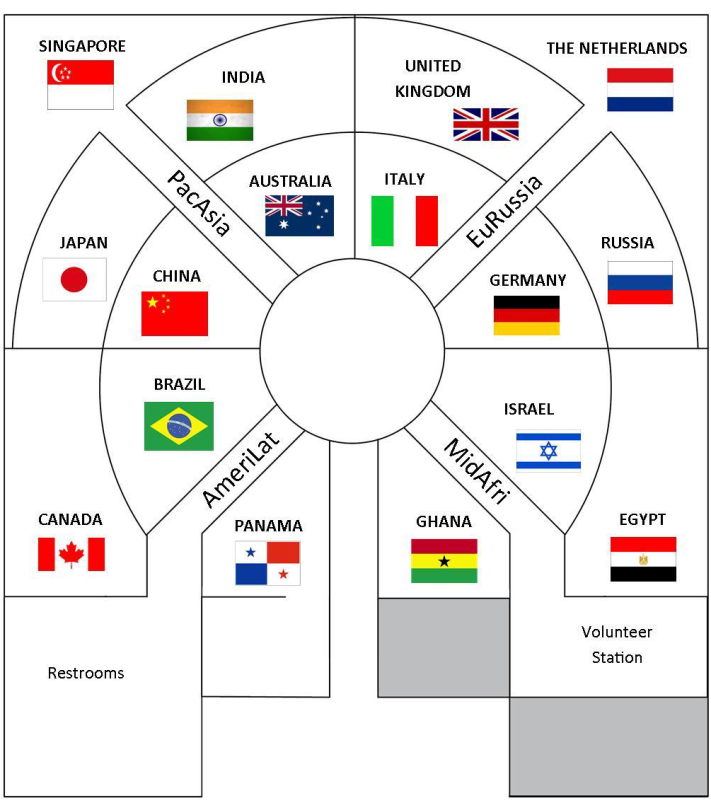 SINGAPORE
INDIA
UNITED
KINGDOM
THE NETHERLANDS
PacAsia
AUSTRALIA
ITALY
EuRussia
JAPAN
CHINA
GERMANY
RUSSIA
BRAZIL
ISRAEL
AmeriLat
MidAfri
CANADA
PANAMA
GHANA
EGYPT
Restrooms
Volunteer
Station